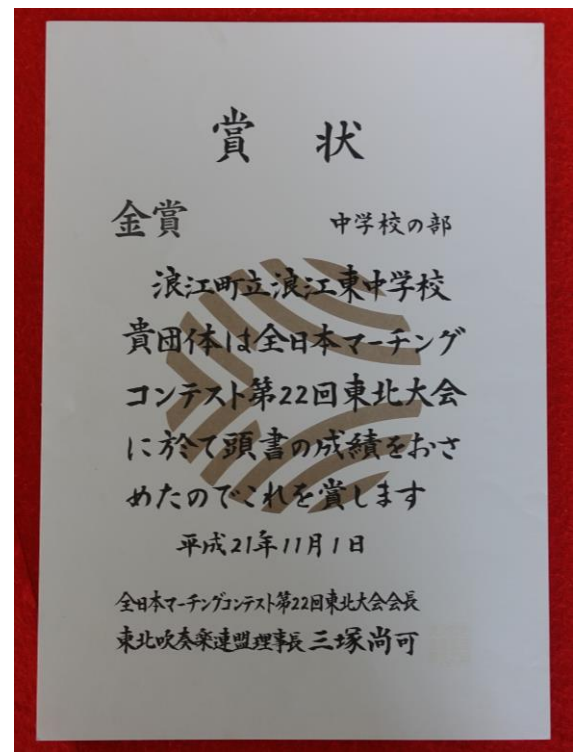 賞 状
金賞 中学校の部
浪江町立浪江東中学校
貴団体は全日本マーチング
コンテスト第22回東北大会
に於て頭書の成績をおさ
めたのでこれを賞します
平成21年11月1日
全日本マーチングコンテスト第22回東北大会会長
東北吹奏楽連盟理事長 三塚尚可